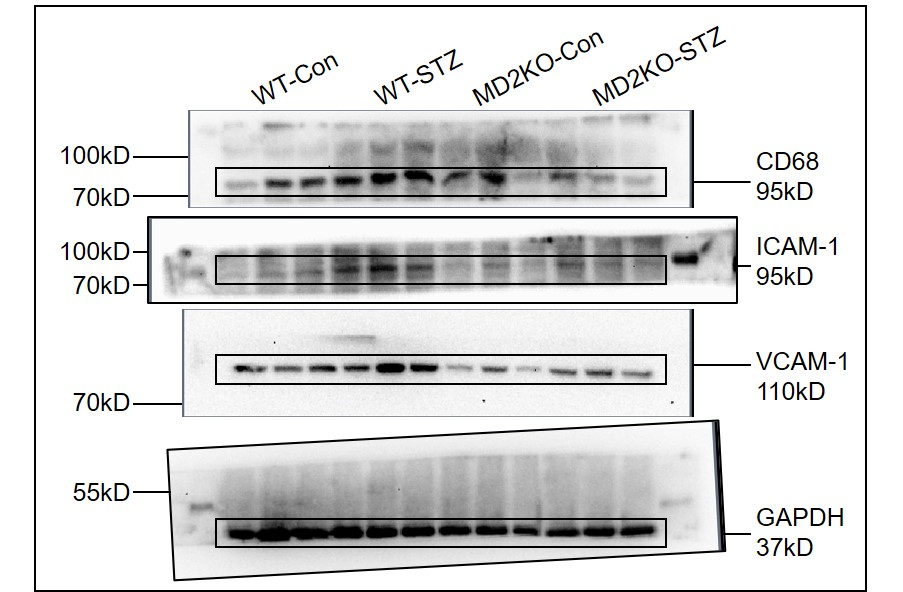 WT-Con
WT-STZ
MD2KO-Con
MD2KO-STZ
100kD
70kD
CD68
95kD
100kD
70kD
ICAM-1
95kD
70kD
VCAM-1
110kD
55kD
GAPDH
37kD